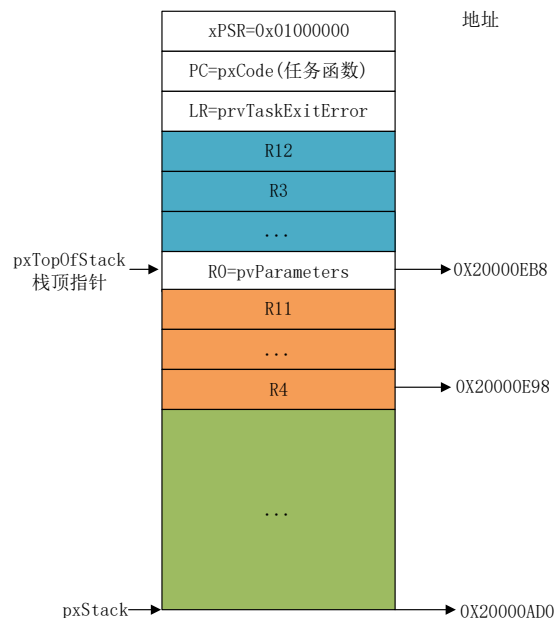 地址
xPSR=0x01000000
PC=pxCode(任务函数)
LR=prvTaskExitError
R12
R3
...
pxTopOfStack
栈顶指针
R0=pvParameters
0X20000EB8
R11
...
R4
0X20000E98
...
pxStack
0X20000AD0